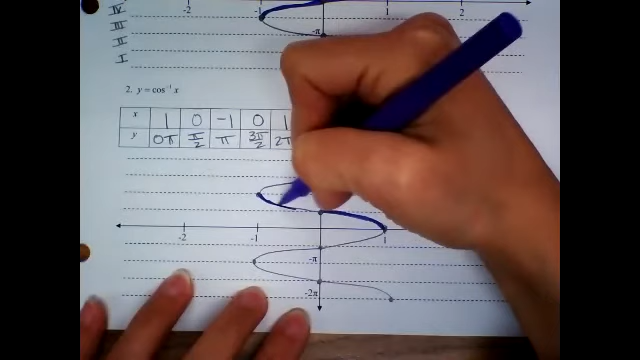 IV -2 -1 1 2
III -π
II
I
2. y = cos⁻¹ x
x 1 0 -1 0 1
y 0π π/2 π 3π/2 2π
-2 -1 1
-π
-2π